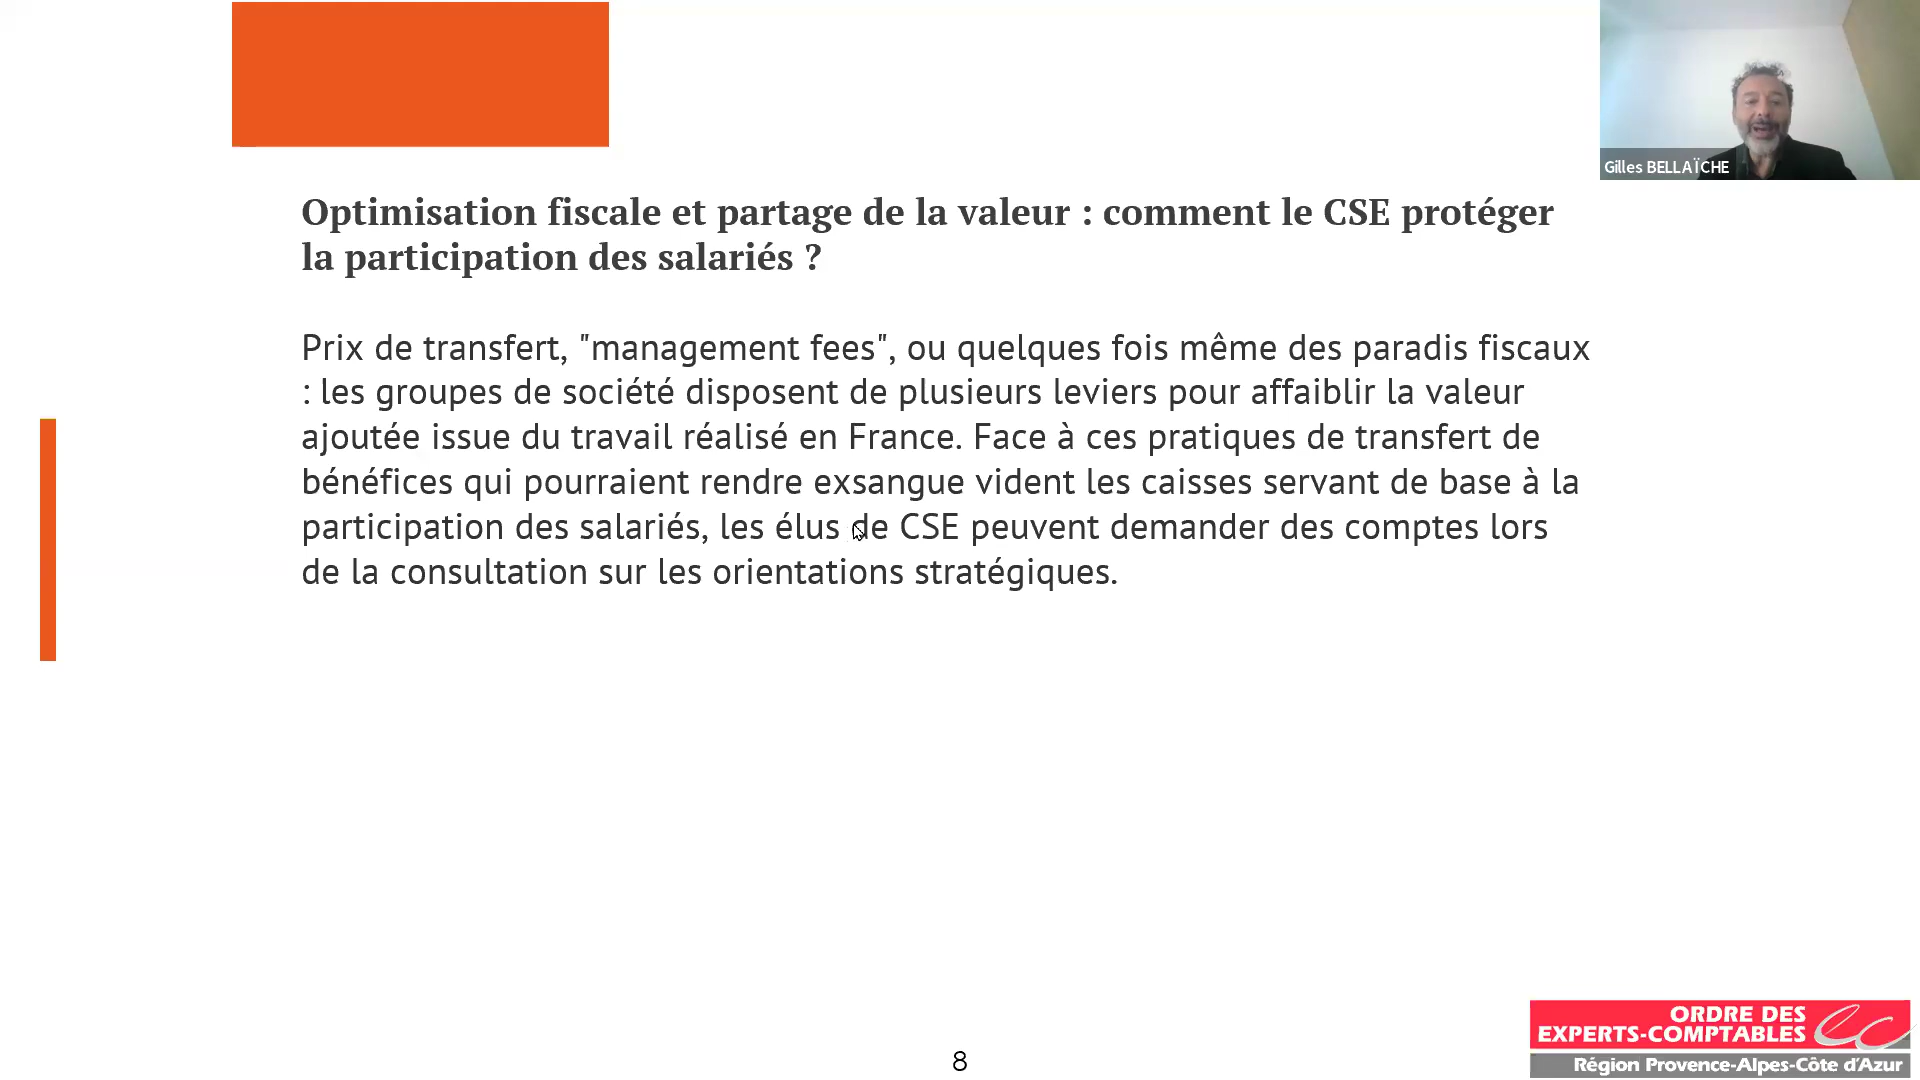 Gilles BELLAÏCHE
Optimisation fiscale et partage de la valeur : comment le CSE protéger
la participation des salariés ?
Prix de transfert, "management fees", ou quelques fois même des paradis fiscaux
: les groupes de société disposent de plusieurs leviers pour affaiblir la valeur
ajoutée issue du travail réalisé en France. Face à ces pratiques de transfert de
bénéfices qui pourraient rendre exsangue vident les caisses servant de base à la
participation des salariés, les élus de CSE peuvent demander des comptes lors
de la consultation sur les orientations stratégiques.
8
ORDRE DES
EXPERTS-COMPTABLES
Région Provence-Alpes-Côte d'Azur